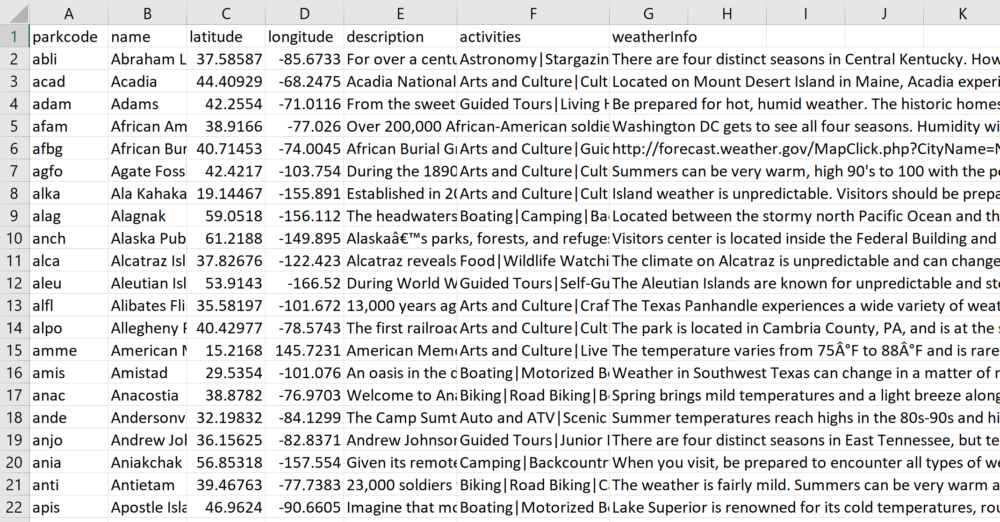 A B C D E F G H I J K
1 parkcode name latitude longitude description activities weatherInfo
2 abli Abraham L 37.58587 -85.6733 For over a centu Astronomy|Stargazin There are four distinct seasons in Central Kentucky. How
3 acad Acadia 44.40929 -68.2475 Acadia National Arts and Culture|Cult Located on Mount Desert Island in Maine, Acadia experi
4 adam Adams 42.2554 -71.0116 From the sweet Guided Tours|Living H Be prepared for hot, humid weather. The historic homes
5 afam African Am 38.9166 -77.026 Over 200,000 African-American soldie Washington DC gets to see all four seasons. Humidity wi
6 afbg African Bur 40.71453 -74.0045 African Burial Gr Arts and Culture|Guid http://forecast.weather.gov/MapClick.php?CityName=N
7 agfo Agate Fossi 42.4217 -103.754 During the 1890 Arts and Culture|Cult Summers can be very warm, high 90's to 100 with the po
8 alka Ala Kahaka 19.14467 -155.891 Established in 20 Arts and Culture|Cult Island weather is unpredictable. Visitors should be prepa
9 alag Alagnak 59.0518 -156.112 The headwaters Boating|Camping|Bac Located between the stormy north Pacific Ocean and th
10 anch Alaska Pub 61.2188 -149.895 Alaskaâ€™s parks, forests, and refuges Visitors center is located inside the Federal Building and
11 alca Alcatraz Isl 37.82676 -122.423 Alcatraz reveals Food|Wildlife Watchi The climate on Alcatraz is unpredictable and can change
12 aleu Aleutian Isl 53.9143 -166.52 During World W Guided Tours|Self-Gu The Aleutian Islands are known for unpredictable and sto
13 alfl Alibates Fli 35.58197 -101.672 13,000 years ag Arts and Culture|Craf The Texas Panhandle experiences a wide variety of weat
14 alpo Allegheny P 40.42977 -78.5743 The first railroad Arts and Culture|Cult The park is located in Cambria County, PA, and is at the s
15 amme American M 15.2168 145.7231 American Memo Arts and Culture|Live The temperature varies from 75Â°F to 88Â°F and is rare
16 amis Amistad 29.5354 -101.076 An oasis in the d Boating|Motorized Bo Weather in Southwest Texas can change in a matter of m
17 anac Anacostia 38.8782 -76.9703 Welcome to Ana Biking|Road Biking|Bo Spring brings mild temperatures and a light breeze along
18 ande Andersonv 32.19832 -84.1299 The Camp Sumt Auto and ATV|Scenic Summer temperatures reach highs in the 80s-90s and hi
19 anjo Andrew Joh 36.15625 -82.8371 Andrew Johnson Guided Tours|Junior There are four distinct seasons in East Tennessee, but te
20 ania Aniakchak 56.85318 -157.554 Given its remote Camping|Backcountr When you visit, be prepared to encounter all types of we
21 anti Antietam 39.46763 -77.7383 23,000 soldiers Biking|Road Biking|Ca The weather is fairly mild. Summers can be very warm a
22 apis Apostle Isla 46.9624 -90.6605 Imagine that mo Boating|Motorized Bo Lake Superior is renowned for its cold temperatures, rou